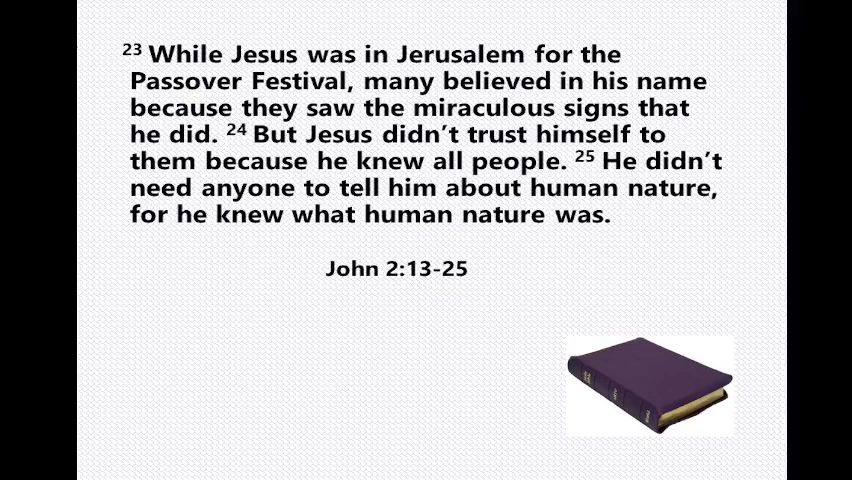 23 While Jesus was in Jerusalem for the
Passover Festival, many believed in his name
because they saw the miraculous signs that
he did. 24 But Jesus didn’t trust himself to
them because he knew all people. 25 He didn’t
need anyone to tell him about human nature,
for he knew what human nature was.
John 2:13-25